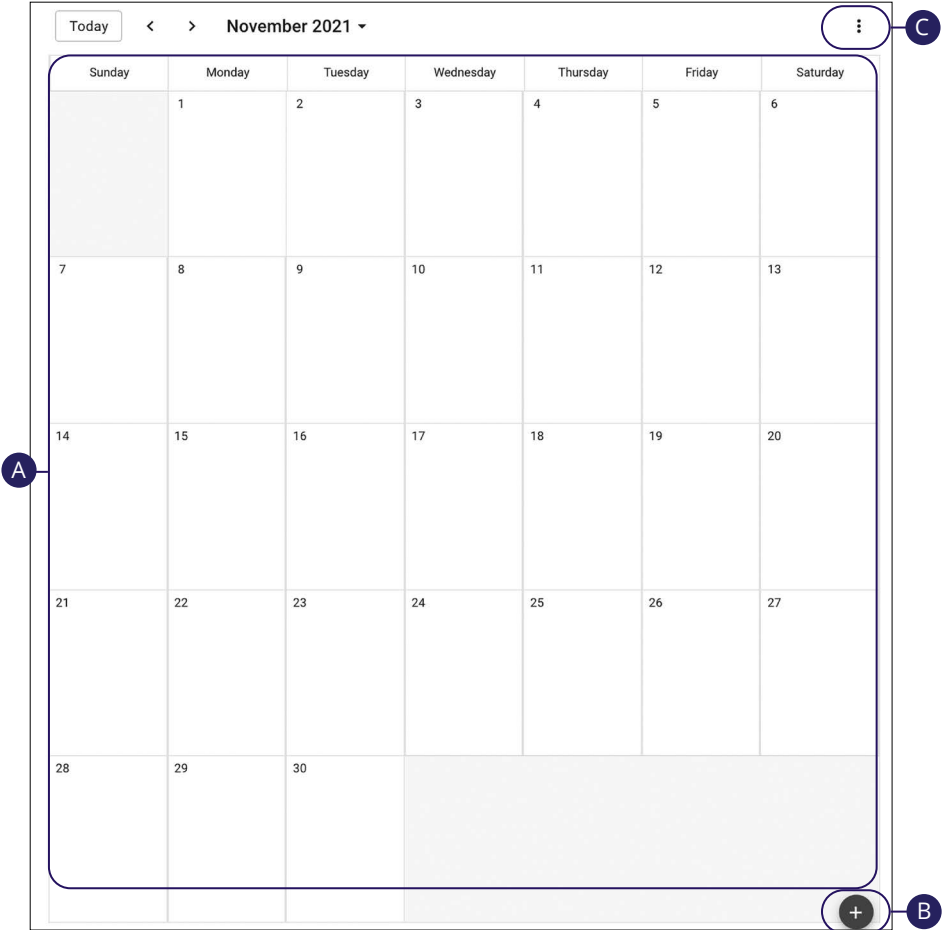 Today < > November 2021 C
Sunday Monday Tuesday Wednesday Thursday Friday Saturday
1 2 3 4 5 6
7 8 9 10 11 12 13
14 15 16 17 18 19 20
A
21 22 23 24 25 26 27
28 29 30
+ B